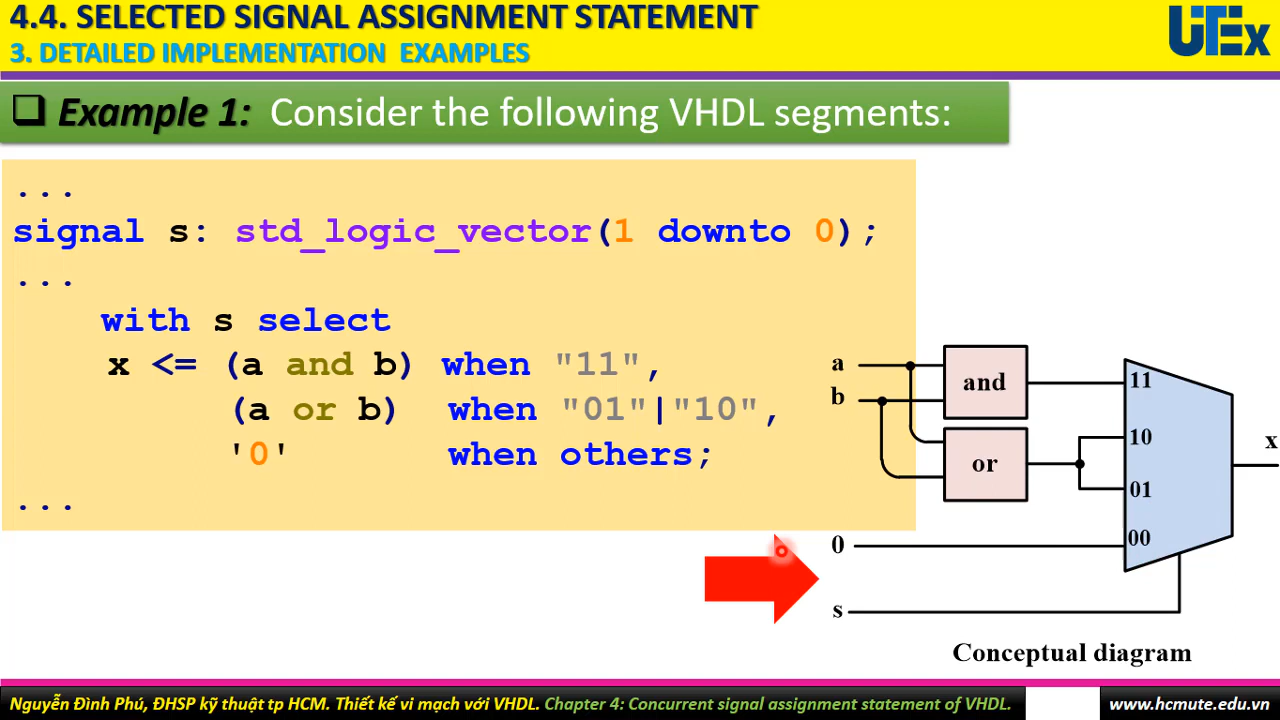 4.4. SELECTED SIGNAL ASSIGNMENT STATEMENT
3. DETAILED IMPLEMENTATION EXAMPLES
UTEx
Example 1: Consider the following VHDL segments:
...
signal s: std_logic_vector(1 downto 0);
...
with s select
x <= (a and b) when "11",
(a or b) when "01"|"10",
'0' when others;
...
a
b
and
or
11
10
01
00
x
0
s
Conceptual diagram
Nguyễn Đình Phú, ĐHSP kỹ thuật tp HCM. Thiết kế vi mạch với VHDL. Chapter 4: Concurrent signal assignment statement of VHDL.
www.hcmute.edu.vn